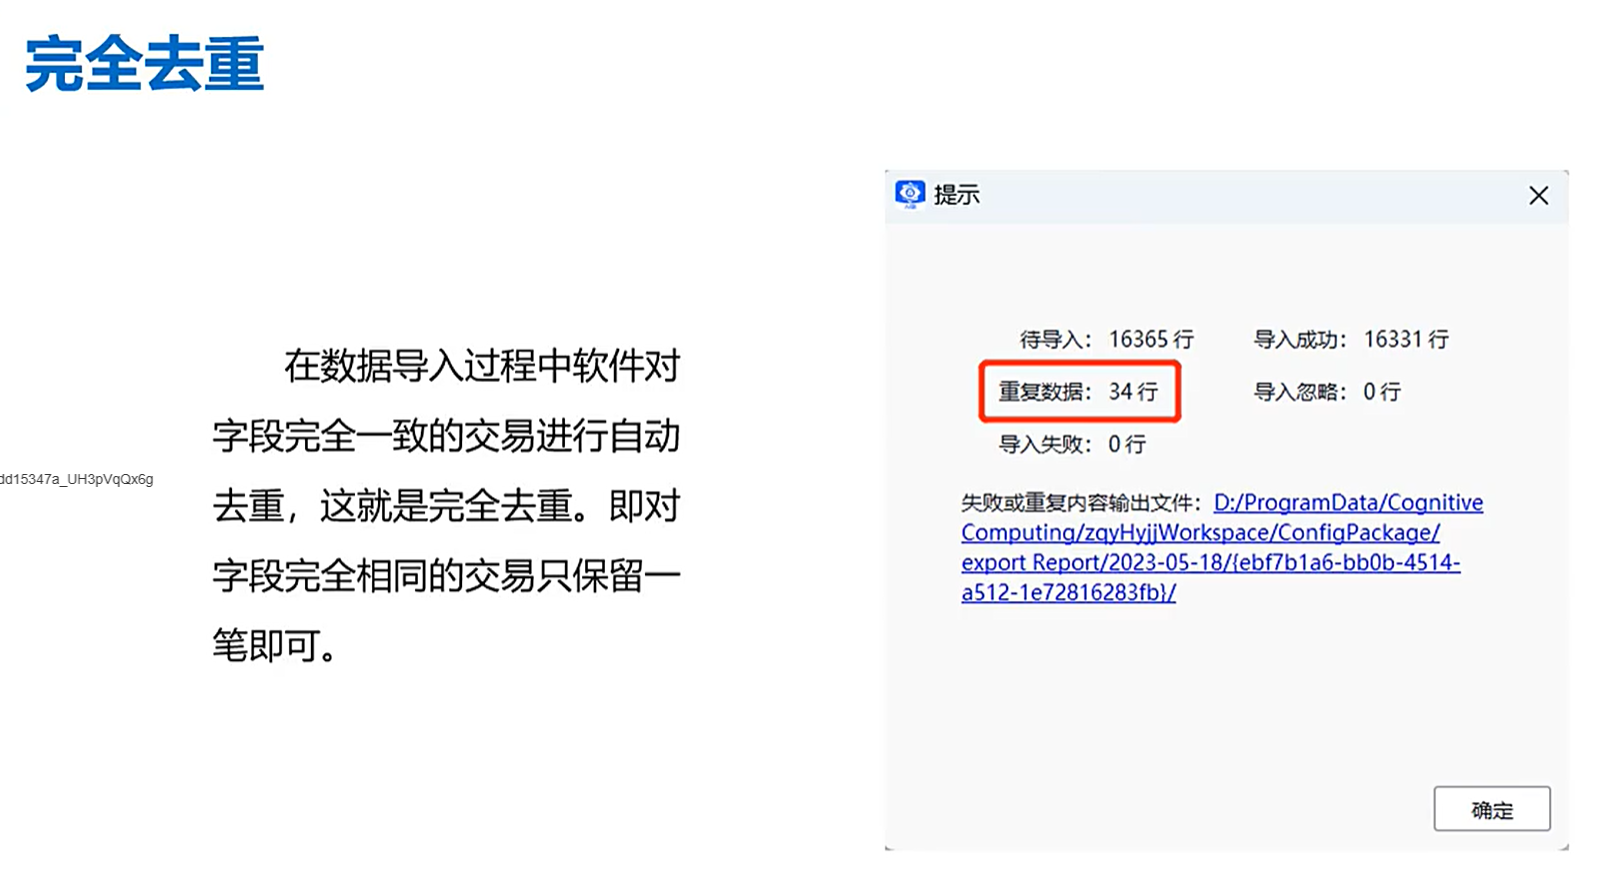 完全去重
在数据导入过程中软件对
字段完全一致的交易进行自动
去重，这就是完全去重。即对
字段完全相同的交易只保留一
笔即可。
dd15347a_UH3pVqQx6g
提示
待导入： 16365 行 导入成功： 16331 行
重复数据： 34 行 导入忽略： 0 行
导入失败： 0 行
失败或重复内容输出文件： D:/ProgramData/Cognitive
Computing/zqyHyjjWorkspace/ConfigPackage/
export Report/2023-05-18/{ebf7b1a6-bb0b-4514-
a512-1e72816283fb}/
确定